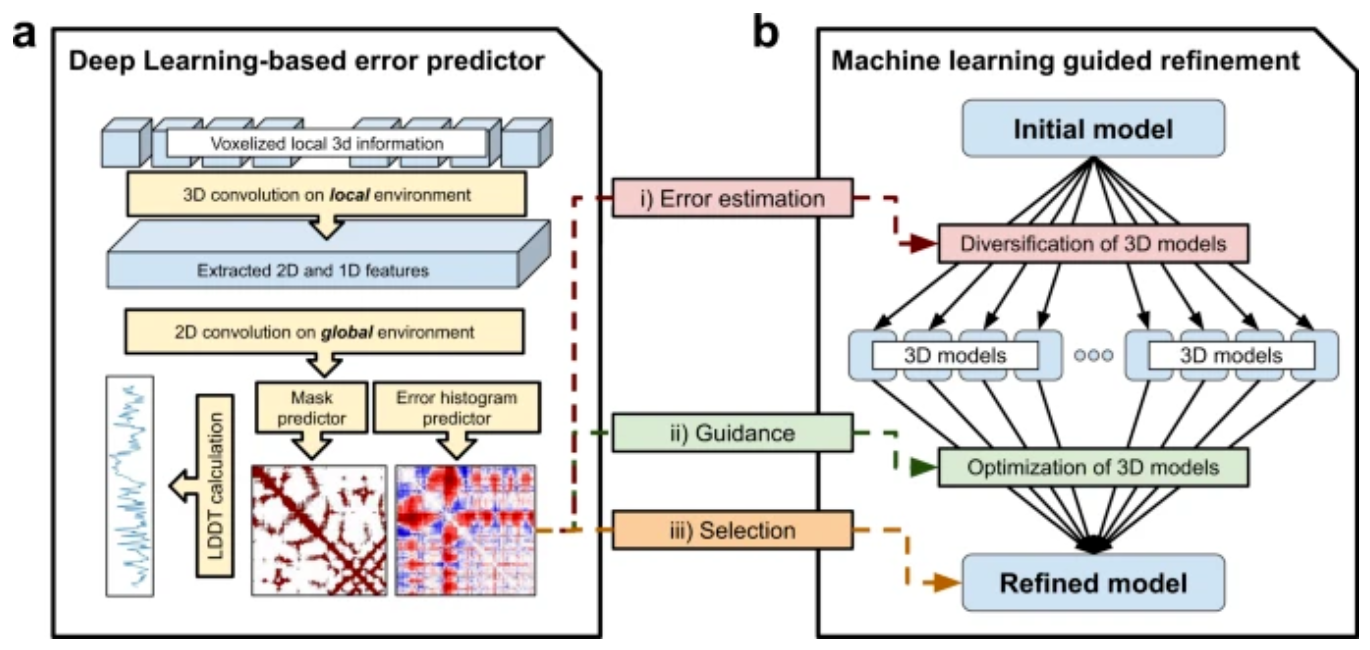 a
Deep Learning-based error predictor
Voxelized local 3d information
3D convolution on local environment
Extracted 2D and 1D features
2D convolution on global environment
Mask
predictor
Error histogram
predictor
LDDT calculation
i) Error estimation
ii) Guidance
iii) Selection
b
Machine learning guided refinement
Initial model
Diversification of 3D models
3D models
3D models
Optimization of 3D models
Refined model